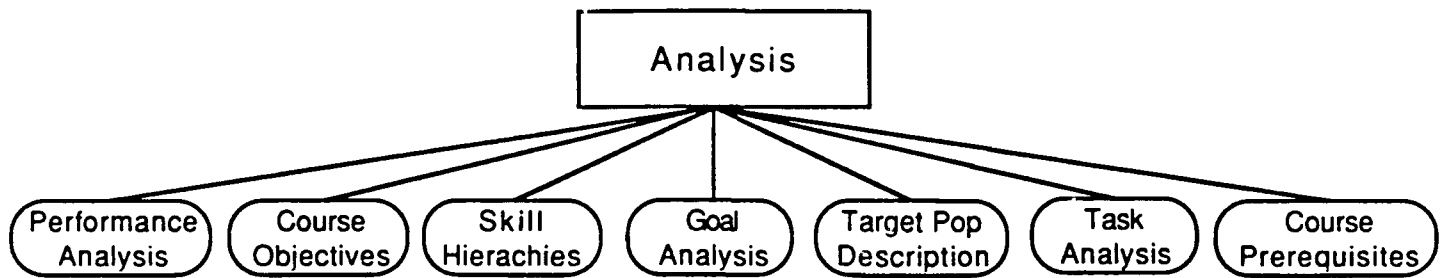 Analysis
Performance
Analysis
Course
Objectives
Skill
Hierachies
Goal
Analysis
Target Pop
Description
Task
Analysis
Course
Prerequisites